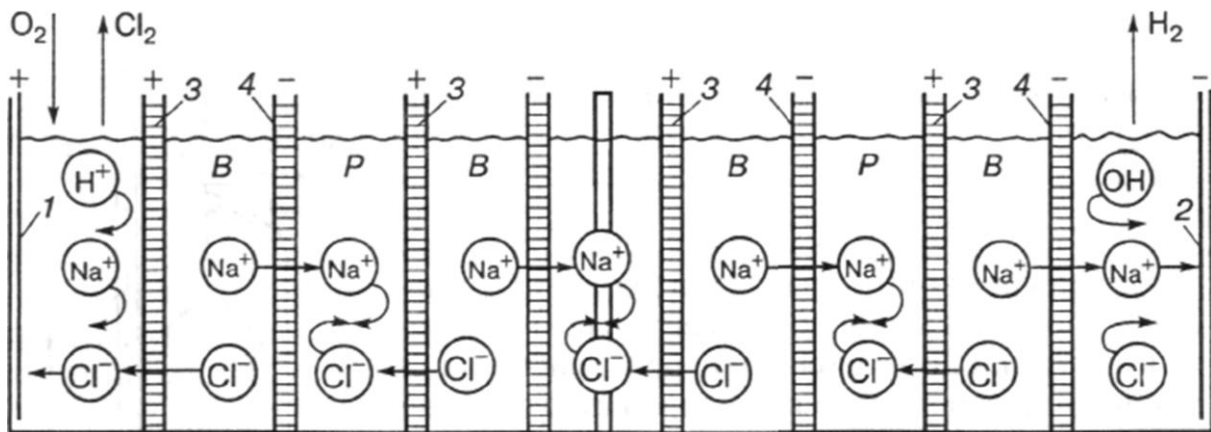 O₂ Cl₂ H₂
+ + 3 4 − + 3 − + 3 4 − + 3 4 − −
B P B B P B
H⁺ OH
1 2
Na⁺ Na⁺ Na⁺ Na⁺ Na⁺ Na⁺ Na⁺ Na⁺ Na⁺
Cl⁻ Cl⁻ Cl⁻ Cl⁻ Cl⁻ Cl⁻ Cl⁻ Cl⁻ Cl⁻